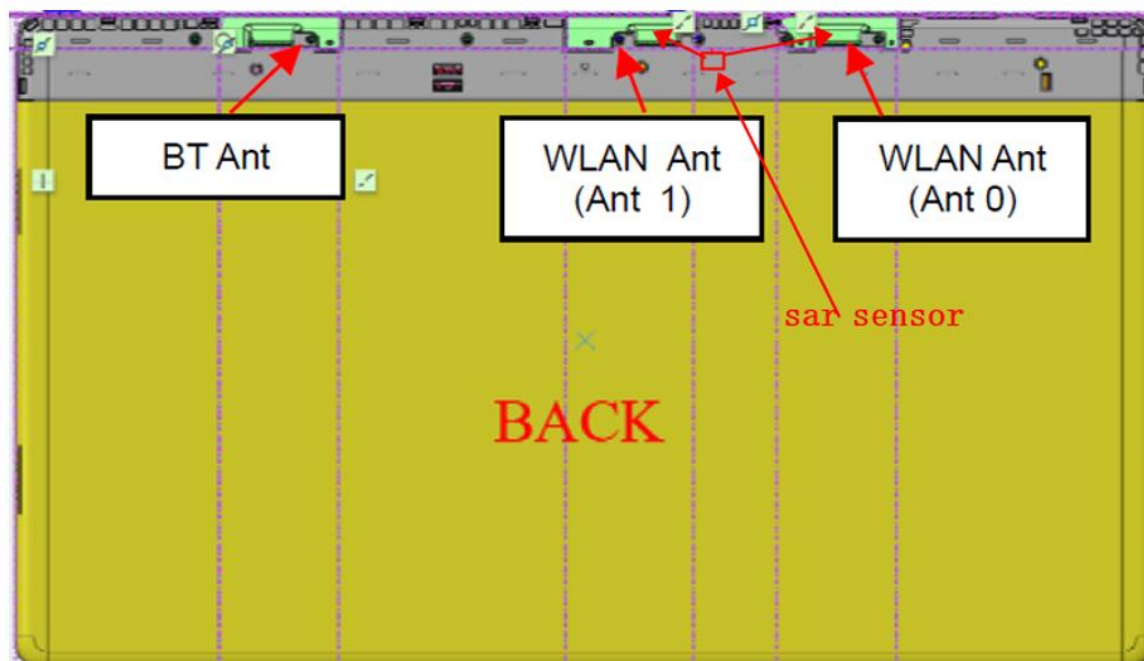 BT Ant
WLAN Ant
(Ant 1)
WLAN Ant
(Ant 0)
sar sensor
BACK